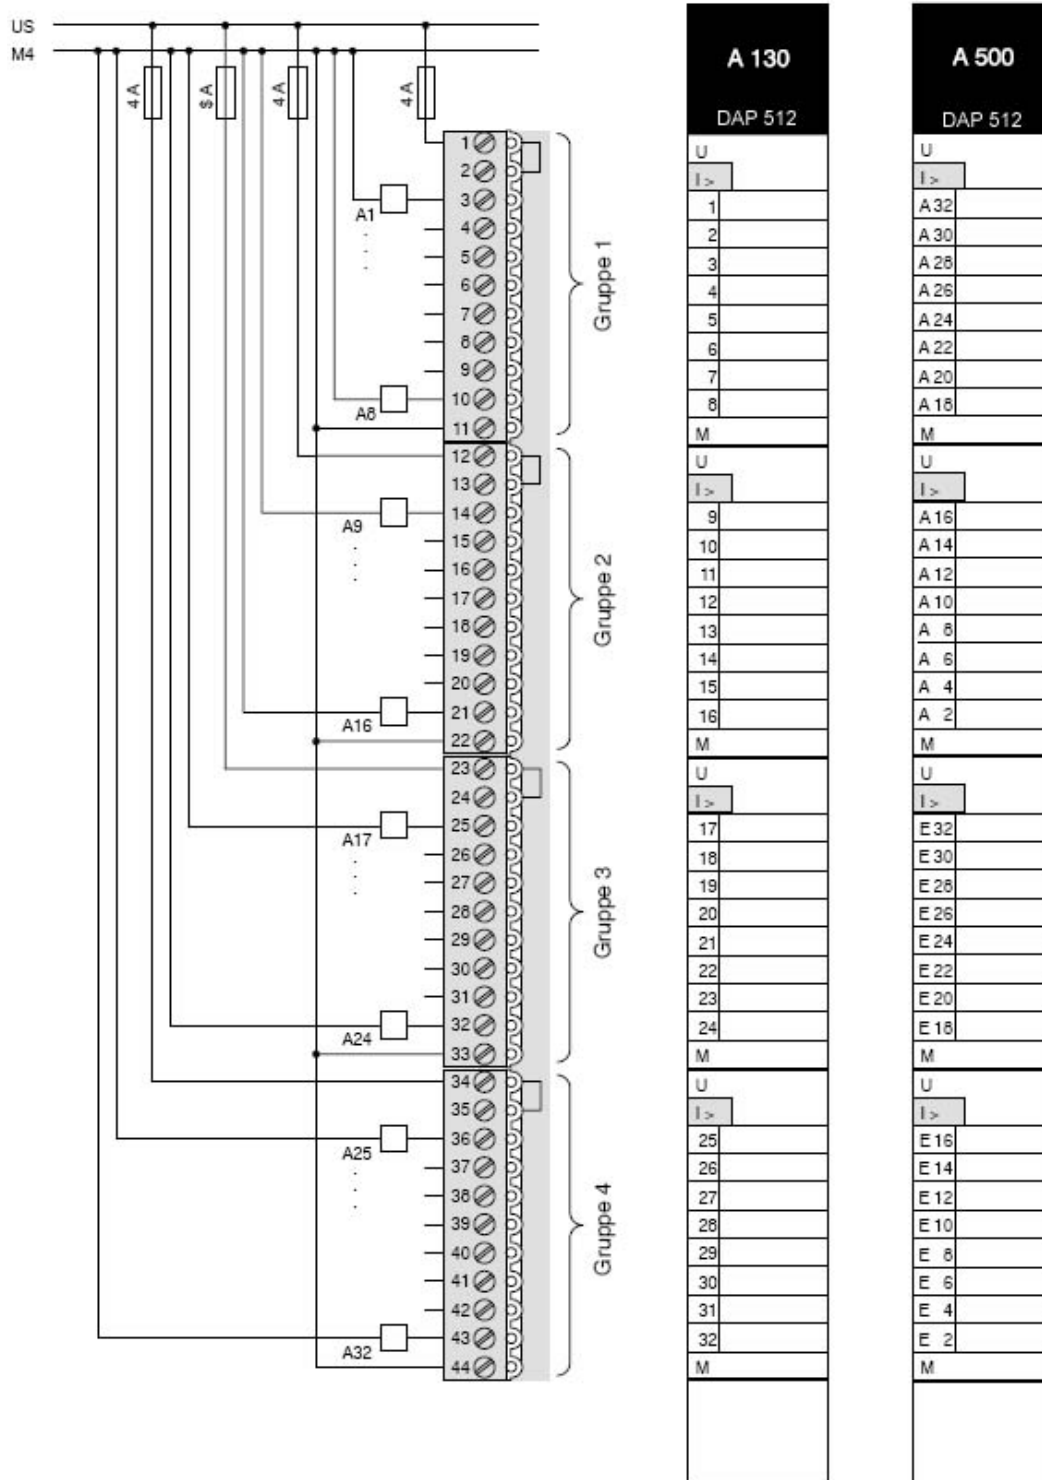 US
M4
4 A
$ A
4 A
4 A
1
2
3
4
5
6
7
8
9
10
11
12
13
14
15
16
17
18
19
20
21
22
23
24
25
26
27
28
29
30
31
32
33
34
35
36
37
38
39
40
41
42
43
44
A1
A8
A9
A16
A17
A24
A25
A32
Gruppe 1
Gruppe 2
Gruppe 3
Gruppe 4
A 130
DAP 512
U
I >
1
2
3
4
5
6
7
8
M
U
I >
9
10
11
12
13
14
15
16
M
U
I >
17
18
19
20
21
22
23
24
M
U
I >
25
26
27
28
29
30
31
32
M
A 500
DAP 512
U
I >
A 32
A 30
A 28
A 26
A 24
A 22
A 20
A 18
M
U
I >
A 16
A 14
A 12
A 10
A 8
A 6
A 4
A 2
M
U
I >
E 32
E 30
E 28
E 26
E 24
E 22
E 20
E 18
M
U
I >
E 16
E 14
E 12
E 10
E 8
E 6
E 4
E 2
M